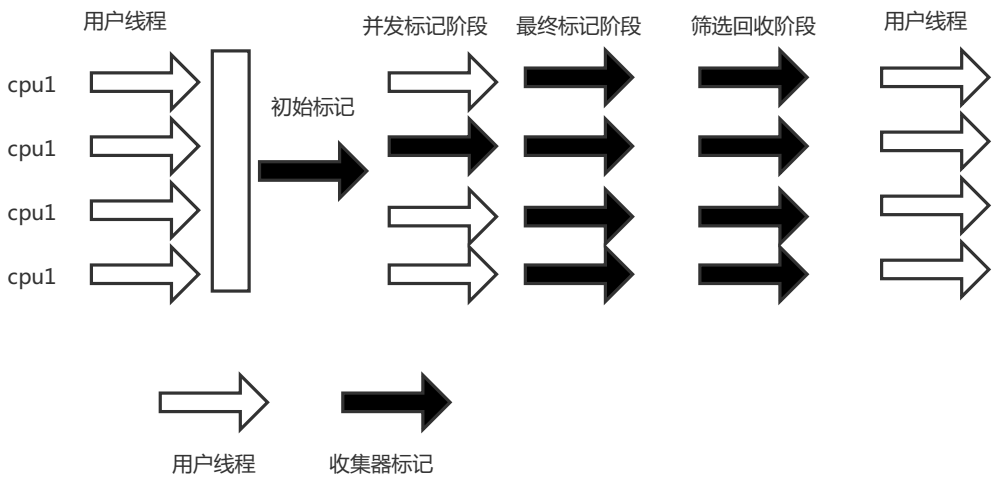 用户线程
并发标记阶段
最终标记阶段
筛选回收阶段
用户线程
cpu1
初始标记
cpu1
cpu1
cpu1
用户线程
收集器标记